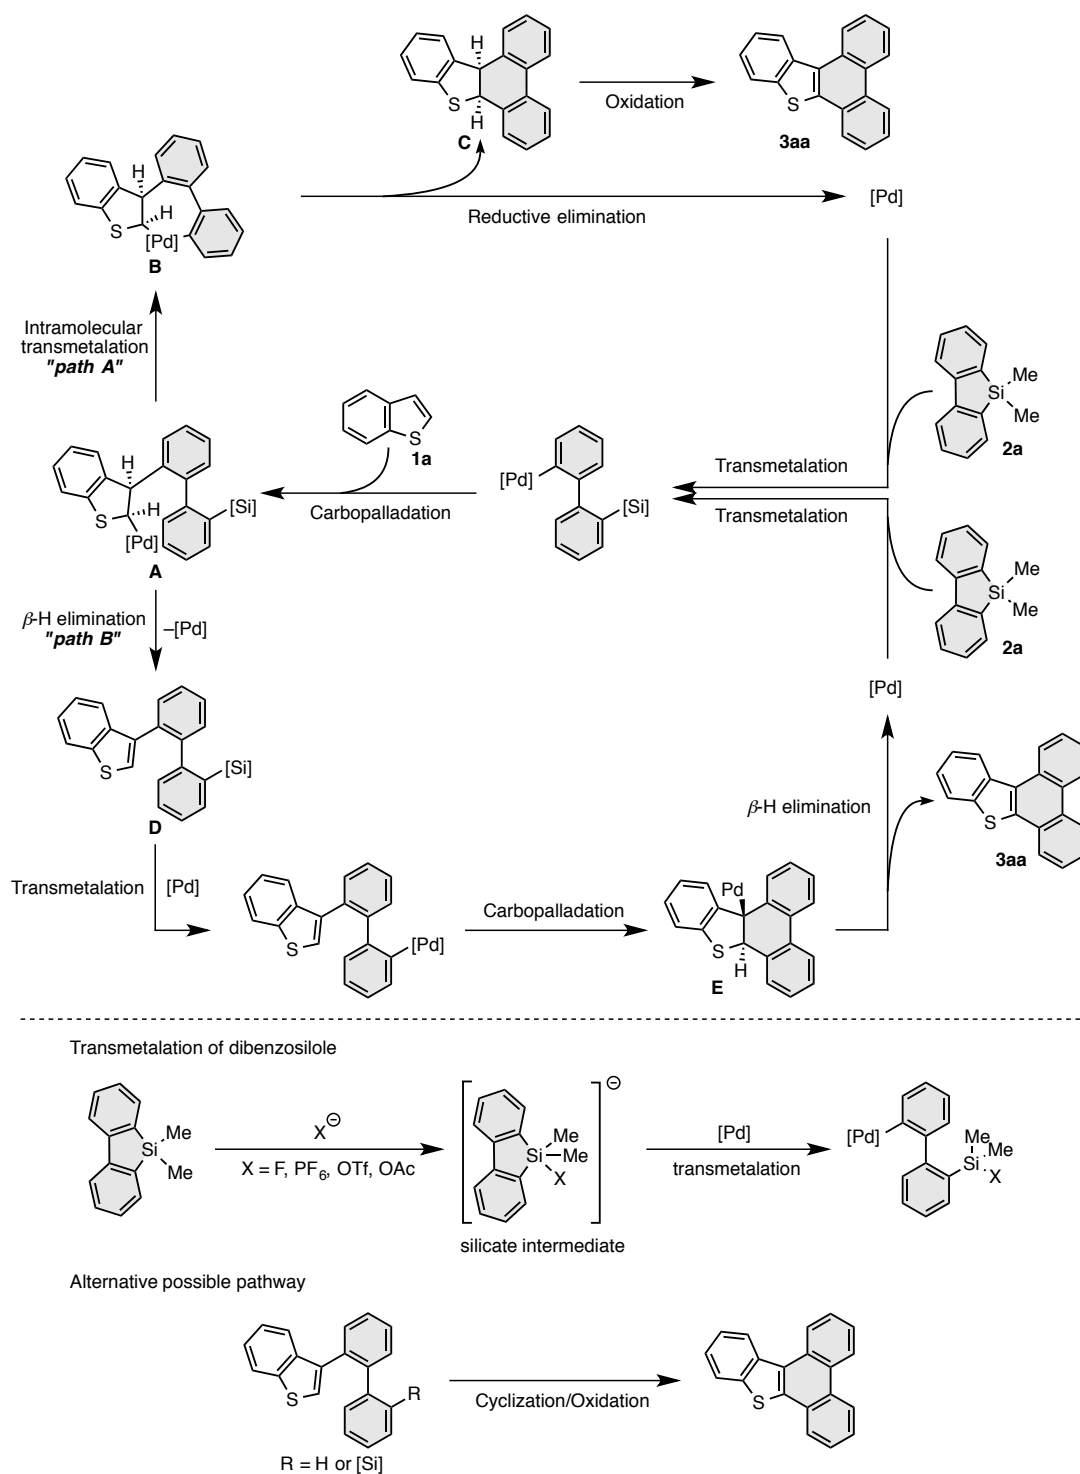 H
S
H
C
Oxidation
S
3aa
H
H
S
[Pd]
B
Reductive elimination
[Pd]
Intramolecular
transmetalation
"path A"
Me
Si
Me
2a
S
1a
H
H
S
[Pd]
[Si]
A
Carbopalladation
[Pd]
[Si]
Transmetalation
Transmetalation
Me
Si
Me
2a
β-H elimination
"path B"
–[Pd]
[Pd]
S
[Si]
D
β-H elimination
S
3aa
Transmetalation
[Pd]
S
[Pd]
Carbopalladation
Pd
S
H
E
Transmetalation of dibenzosilole
Me
Si
Me
X⊖
X = F, PF6, OTf, OAc
⊖
Me
Si
Me
X
silicate intermediate
[Pd]
transmetalation
[Pd]
Me
Me
Si
X
Alternative possible pathway
S
R
R = H or [Si]
Cyclization/Oxidation
S